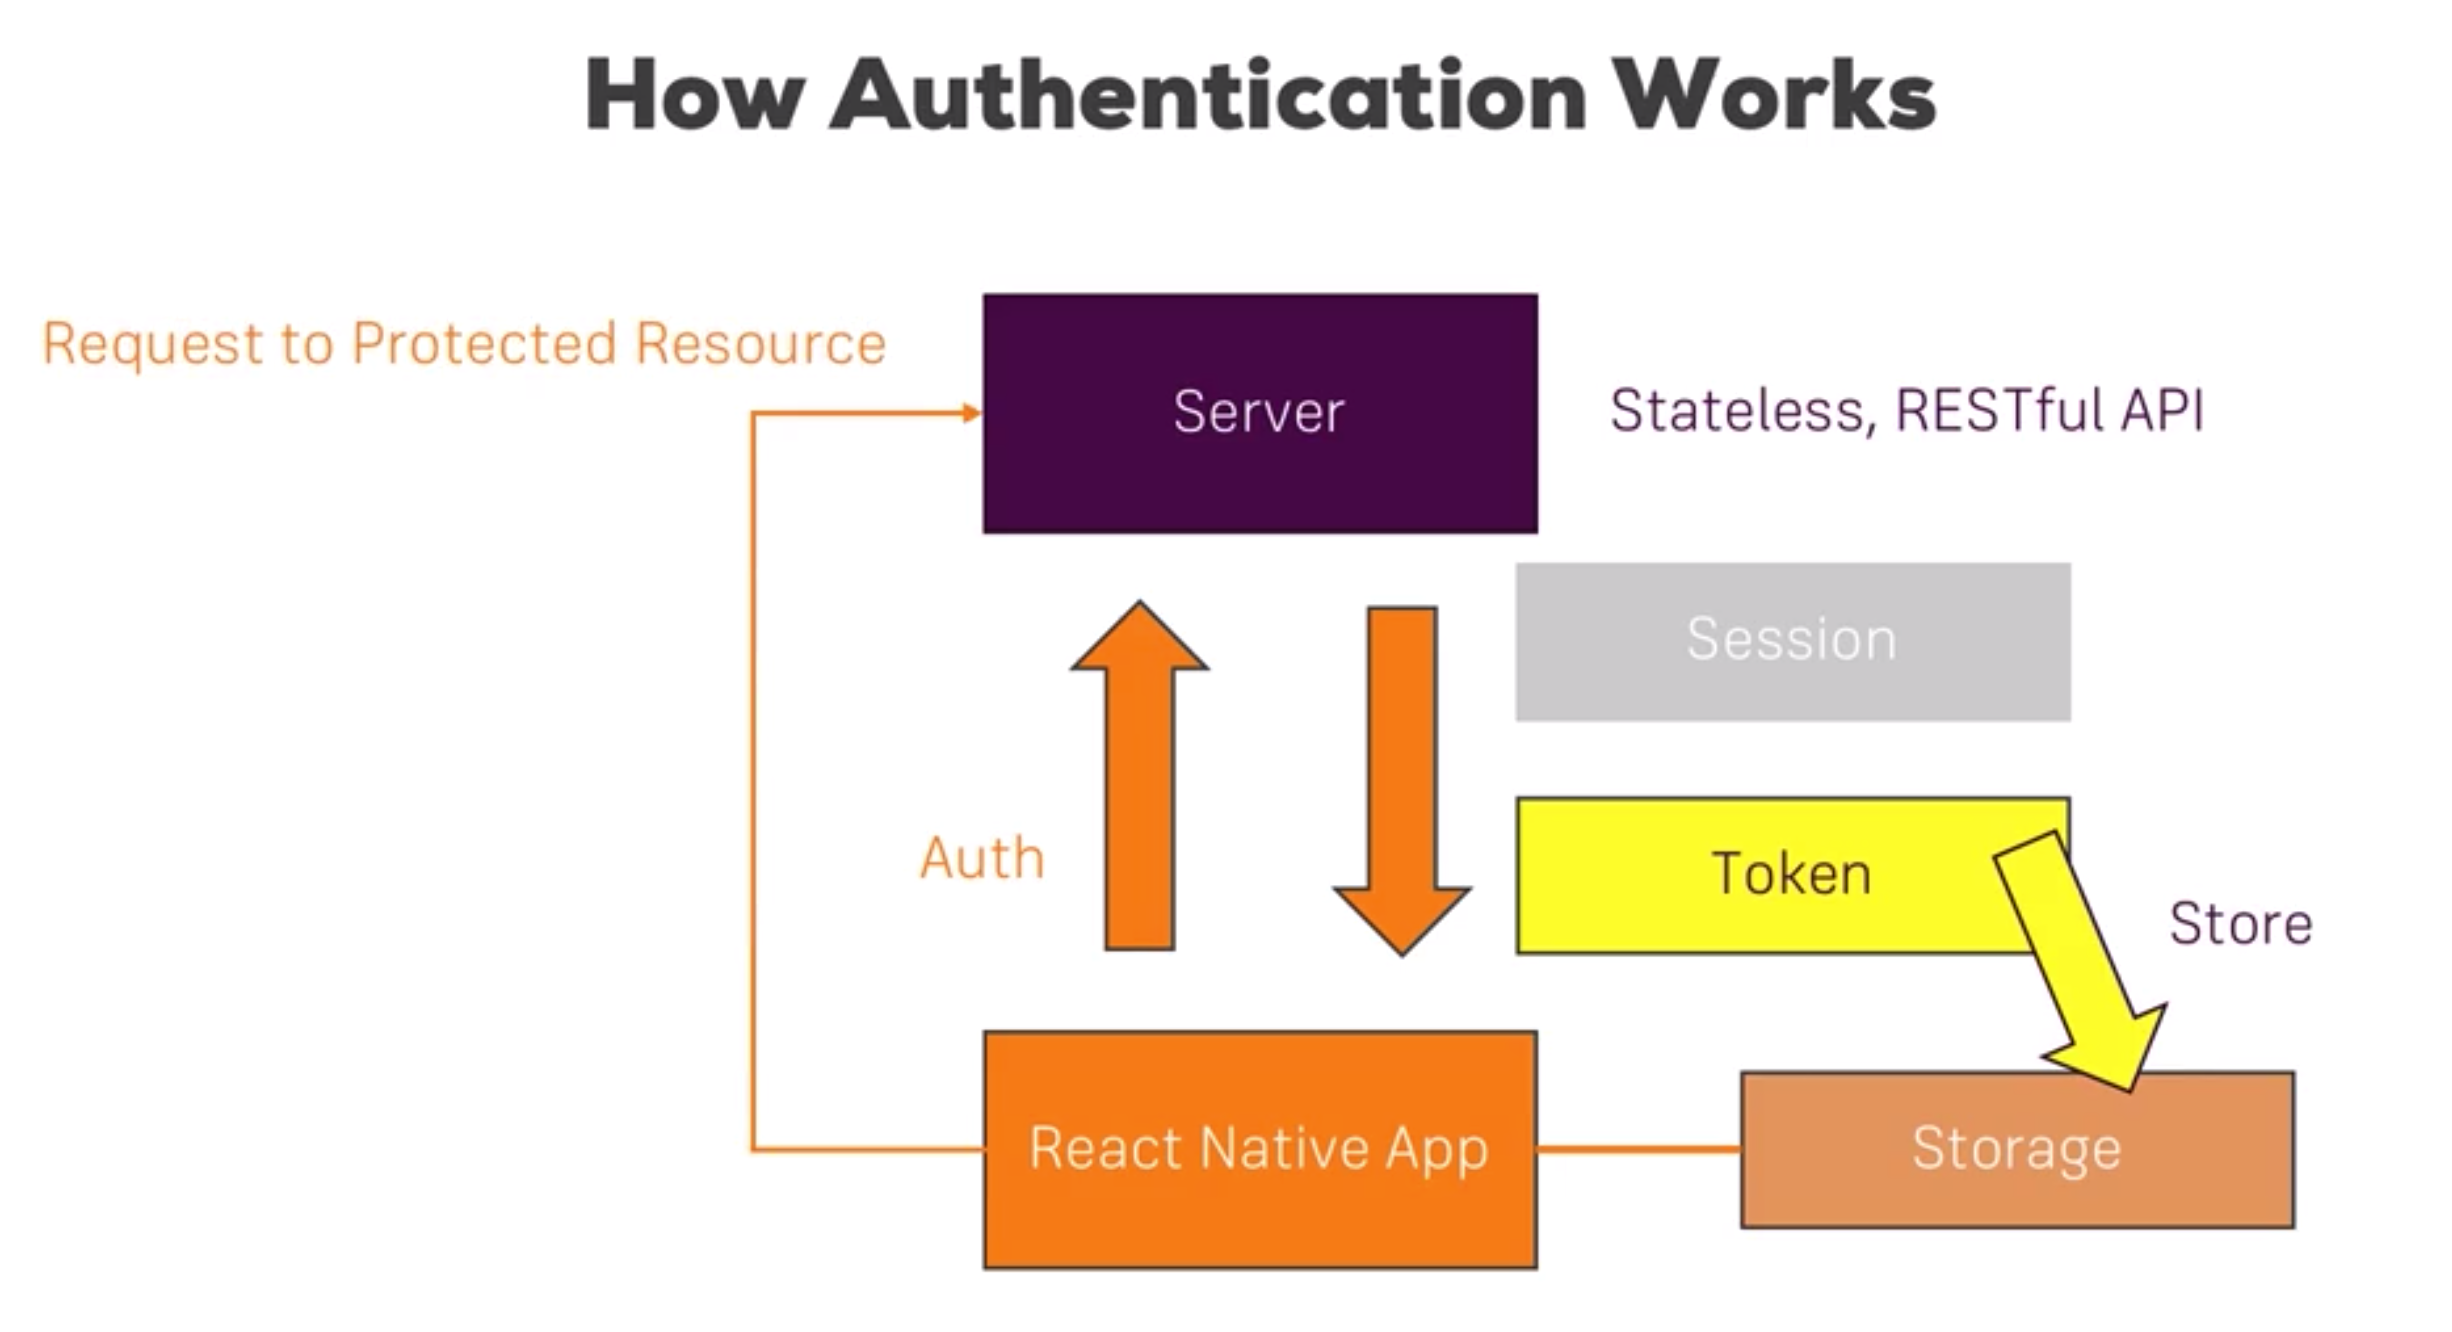 How Authentication Works
Request to Protected Resource
Server
Stateless, RESTful API
Session
Auth
Token
Store
React Native App
Storage